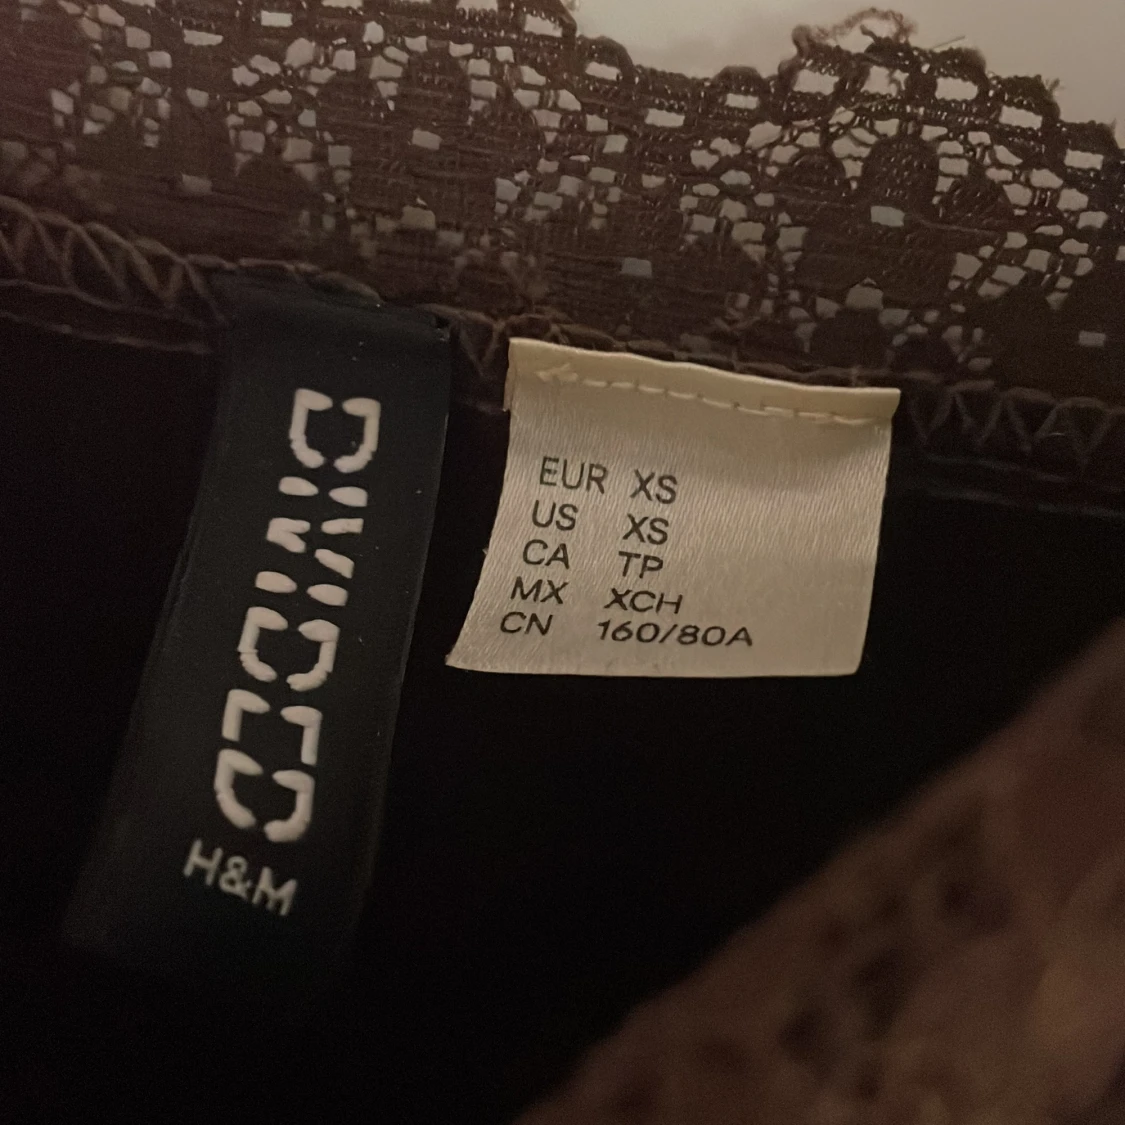 DIVIDED
H&M
EUR XS
US XS
CA TP
MX XCH
CN 160/80A